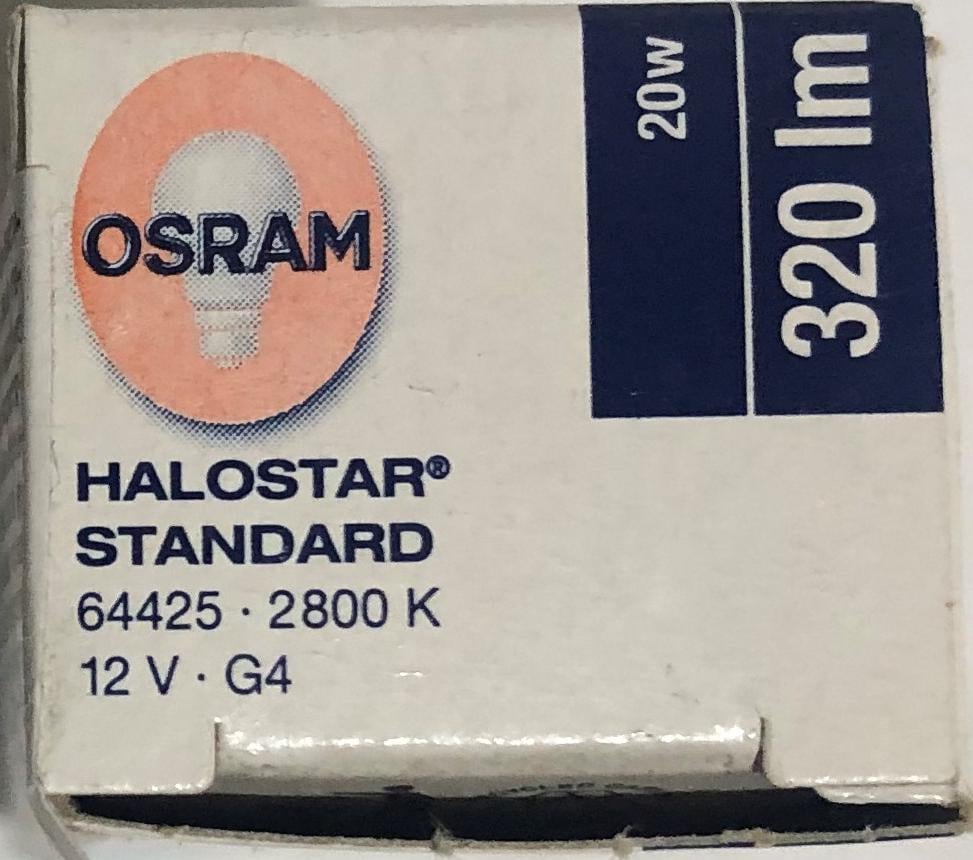 OSRAM
HALOSTAR®
STANDARD
64425 · 2800 K
12 V · G4
20w
320 lm